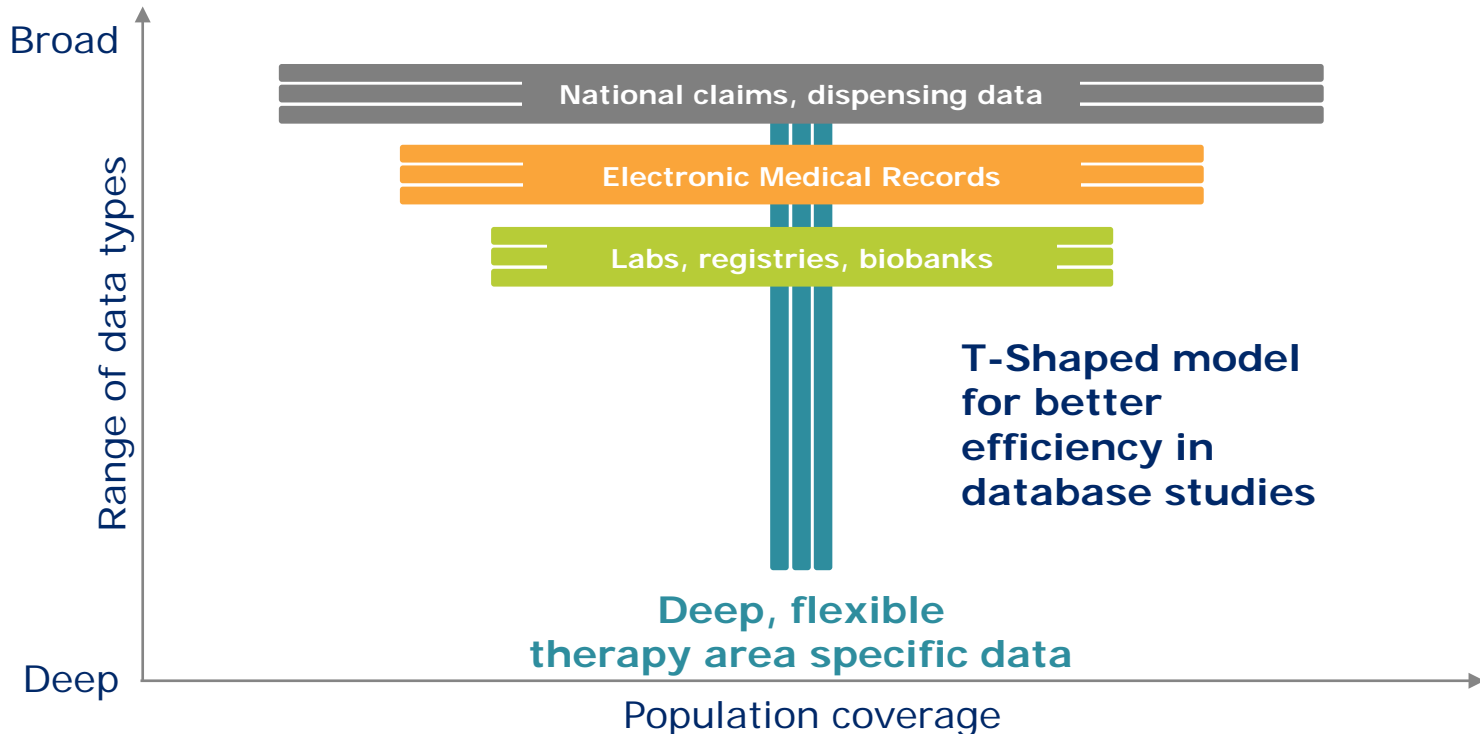 Broad
National claims, dispensing data
Electronic Medical Records
Labs, registries, biobanks
Range of data types
T-Shaped model
for better
efficiency in
database studies
Deep, flexible
therapy area specific data
Deep
Population coverage